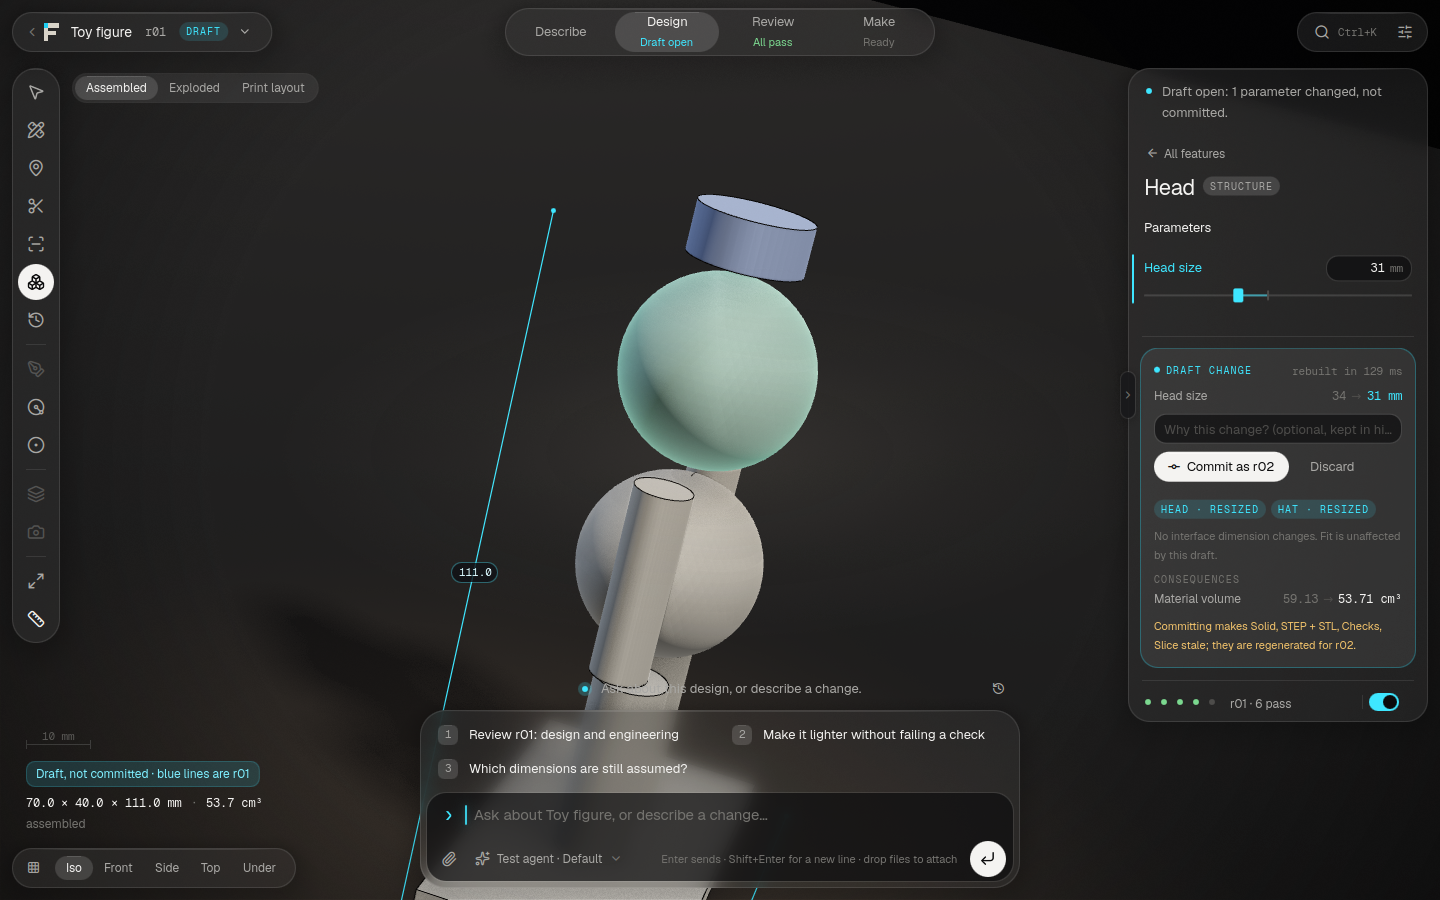 Toy figure r01 DRAFT
Describe
Design
Draft open
Review
All pass
Make
Ready
Ctrl+K
Assembled Exploded Print layout
Draft open: 1 parameter changed, not
committed.
All features
Head STRUCTURE
Parameters
Head size 31 mm
DRAFT CHANGE rebuilt in 129 ms
Head size 34 → 31 mm
Why this change? (optional, kept in hi…
Commit as r02 Discard
HEAD · RESIZED HAT · RESIZED
No interface dimension changes. Fit is unaffected
by this draft.
CONSEQUENCES
Material volume 59.13 → 53.71 cm³
Committing makes Solid, STEP + STL, Checks,
Slice stale; they are regenerated for r02.
r01 · 6 pass
111.0
Ask about this design, or describe a change.
1 Review r01: design and engineering
2 Make it lighter without failing a check
3 Which dimensions are still assumed?
Ask about Toy figure, or describe a change…
Test agent · Default
Enter sends · Shift+Enter for a new line · drop files to attach
10 mm
Draft, not committed · blue lines are r01
70.0 × 40.0 × 111.0 mm · 53.7 cm³
assembled
Iso Front Side Top Under